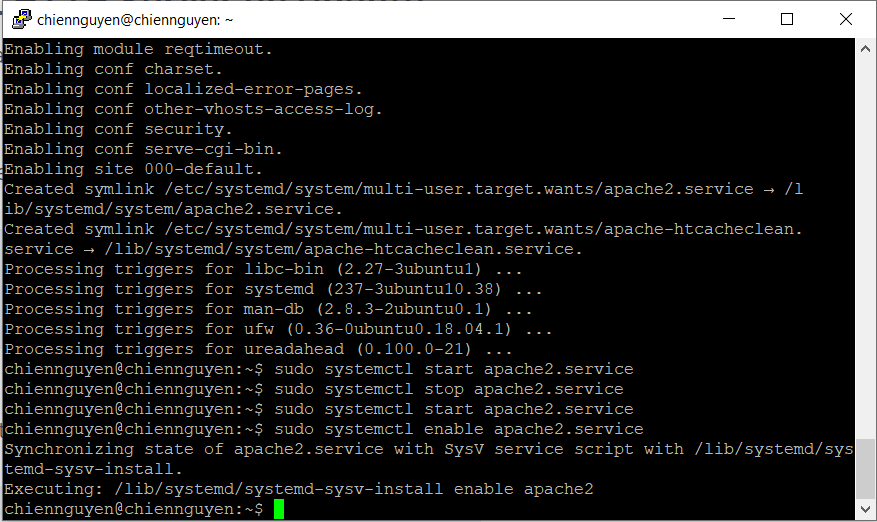 chiennguyen@chiennguyen: ~
Enabling module reqtimeout.
Enabling conf charset.
Enabling conf localized-error-pages.
Enabling conf other-vhosts-access-log.
Enabling conf security.
Enabling conf serve-cgi-bin.
Enabling site 000-default.
Created symlink /etc/systemd/system/multi-user.target.wants/apache2.service → /l
ib/systemd/system/apache2.service.
Created symlink /etc/systemd/system/multi-user.target.wants/apache-htcacheclean.
service → /lib/systemd/system/apache-htcacheclean.service.
Processing triggers for libc-bin (2.27-3ubuntu1) ...
Processing triggers for systemd (237-3ubuntu10.38) ...
Processing triggers for man-db (2.8.3-2ubuntu0.1) ...
Processing triggers for ufw (0.36-0ubuntu0.18.04.1) ...
Processing triggers for ureadahead (0.100.0-21) ...
chiennguyen@chiennguyen:~$ sudo systemctl start apache2.service
chiennguyen@chiennguyen:~$ sudo systemctl stop apache2.service
chiennguyen@chiennguyen:~$ sudo systemctl start apache2.service
chiennguyen@chiennguyen:~$ sudo systemctl enable apache2.service
Synchronizing state of apache2.service with SysV service script with /lib/systemd/sys
temd-sysv-install.
Executing: /lib/systemd/systemd-sysv-install enable apache2
chiennguyen@chiennguyen:~$